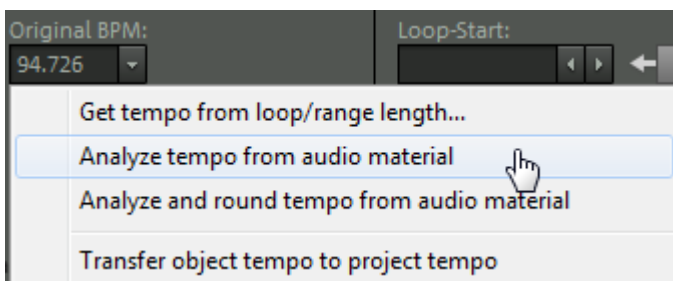 Original BPM:
Loop-Start:
94.726
Get tempo from loop/range length...
Analyze tempo from audio material
Analyze and round tempo from audio material
Transfer object tempo to project tempo